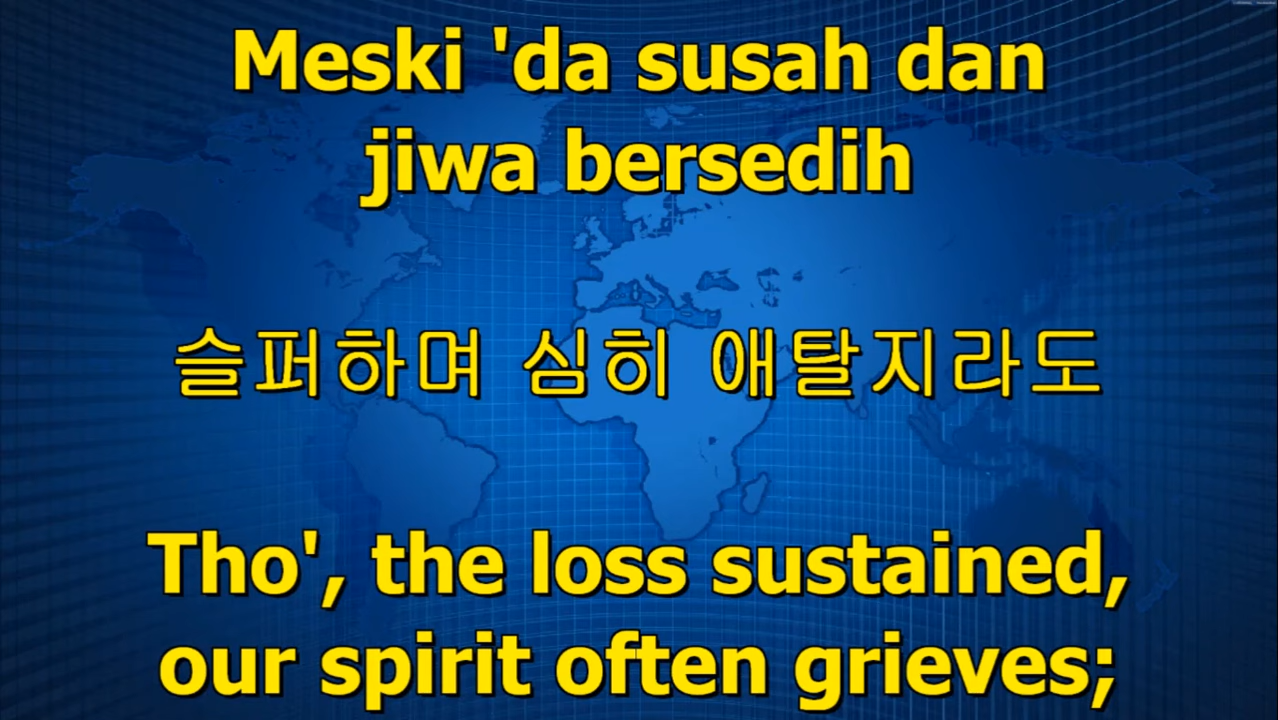 Meski 'da susah dan
jiwa bersedih
슬퍼하며 심히 애탈지라도
Tho', the loss sustained,
our spirit often grieves;